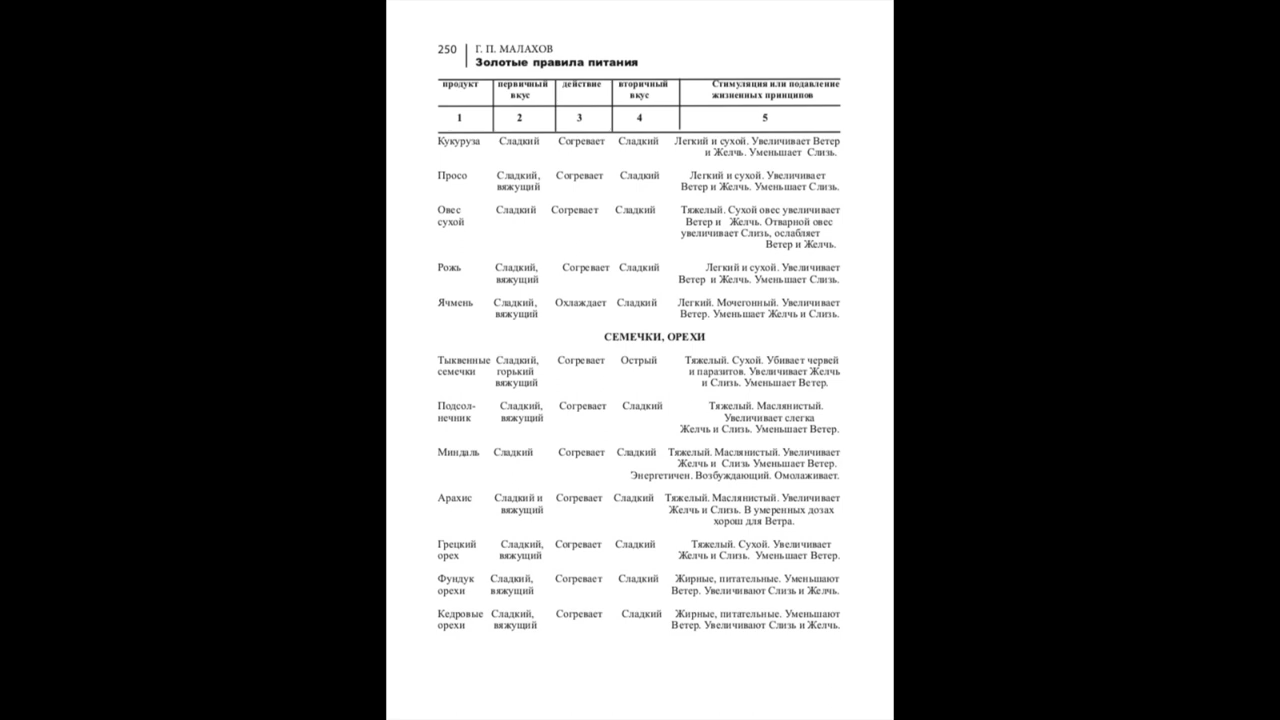 250 Г. П. МАЛАХОВ
Золотые правила питания
продукт первичный действие вторичный Стимуляция или подавление
вкус вкус жизненных принципов
1 2 3 4 5
Кукуруза Сладкий Согревает Сладкий Легкий и сухой. Увеличивает Ветер
и Желчь. Уменьшает Слизь.
Просо Сладкий, Согревает Сладкий Легкий и сухой. Увеличивает
вяжущий Ветер и Желчь. Уменьшает Слизь.
Овес Сладкий Согревает Сладкий Тяжелый. Сухой овес увеличивает
сухой Ветер и Желчь. Отварной овес
увеличивает Слизь, ослабляет
Ветер и Желчь.
Рожь Сладкий, Согревает Сладкий Легкий и сухой. Увеличивает
вяжущий Ветер и Желчь. Уменьшает Слизь.
Ячмень Сладкий, Охлаждает Сладкий Легкий. Мочегонный. Увеличивает
вяжущий Ветер. Уменьшает Желчь и Слизь.
СЕМЕЧКИ, ОРЕХИ
Тыквенные Сладкий, Согревает Острый Тяжелый. Сухой. Убивает червей
семечки горький и паразитов. Увеличивает Желчь
вяжущий и Слизь. Уменьшает Ветер.
Подсол- Сладкий, Согревает Сладкий Тяжелый. Маслянистый.
нечник вяжущий Увеличивает слегка
Желчь и Слизь. Уменьшает Ветер.
Миндаль Сладкий Согревает Сладкий Тяжелый. Маслянистый. Увеличивает
Желчь и Слизь Уменьшает Ветер.
Энергетичен. Возбуждающий. Омолаживает.
Арахис Сладкий и Согревает Сладкий Тяжелый. Маслянистый. Увеличивает
вяжущий Желчь и Слизь. В умеренных дозах
хорош для Ветра.
Грецкий Сладкий, Согревает Сладкий Тяжелый. Сухой. Увеличивает
орех вяжущий Желчь и Слизь. Уменьшает Ветер.
Фундук Сладкий, Согревает Сладкий Жирные, питательные. Уменьшают
орехи вяжущий Ветер. Увеличивают Слизь и Желчь.
Кедровые Сладкий, Согревает Сладкий Жирные, питательные. Уменьшают
орехи вяжущий Ветер. Увеличивают Слизь и Желчь.